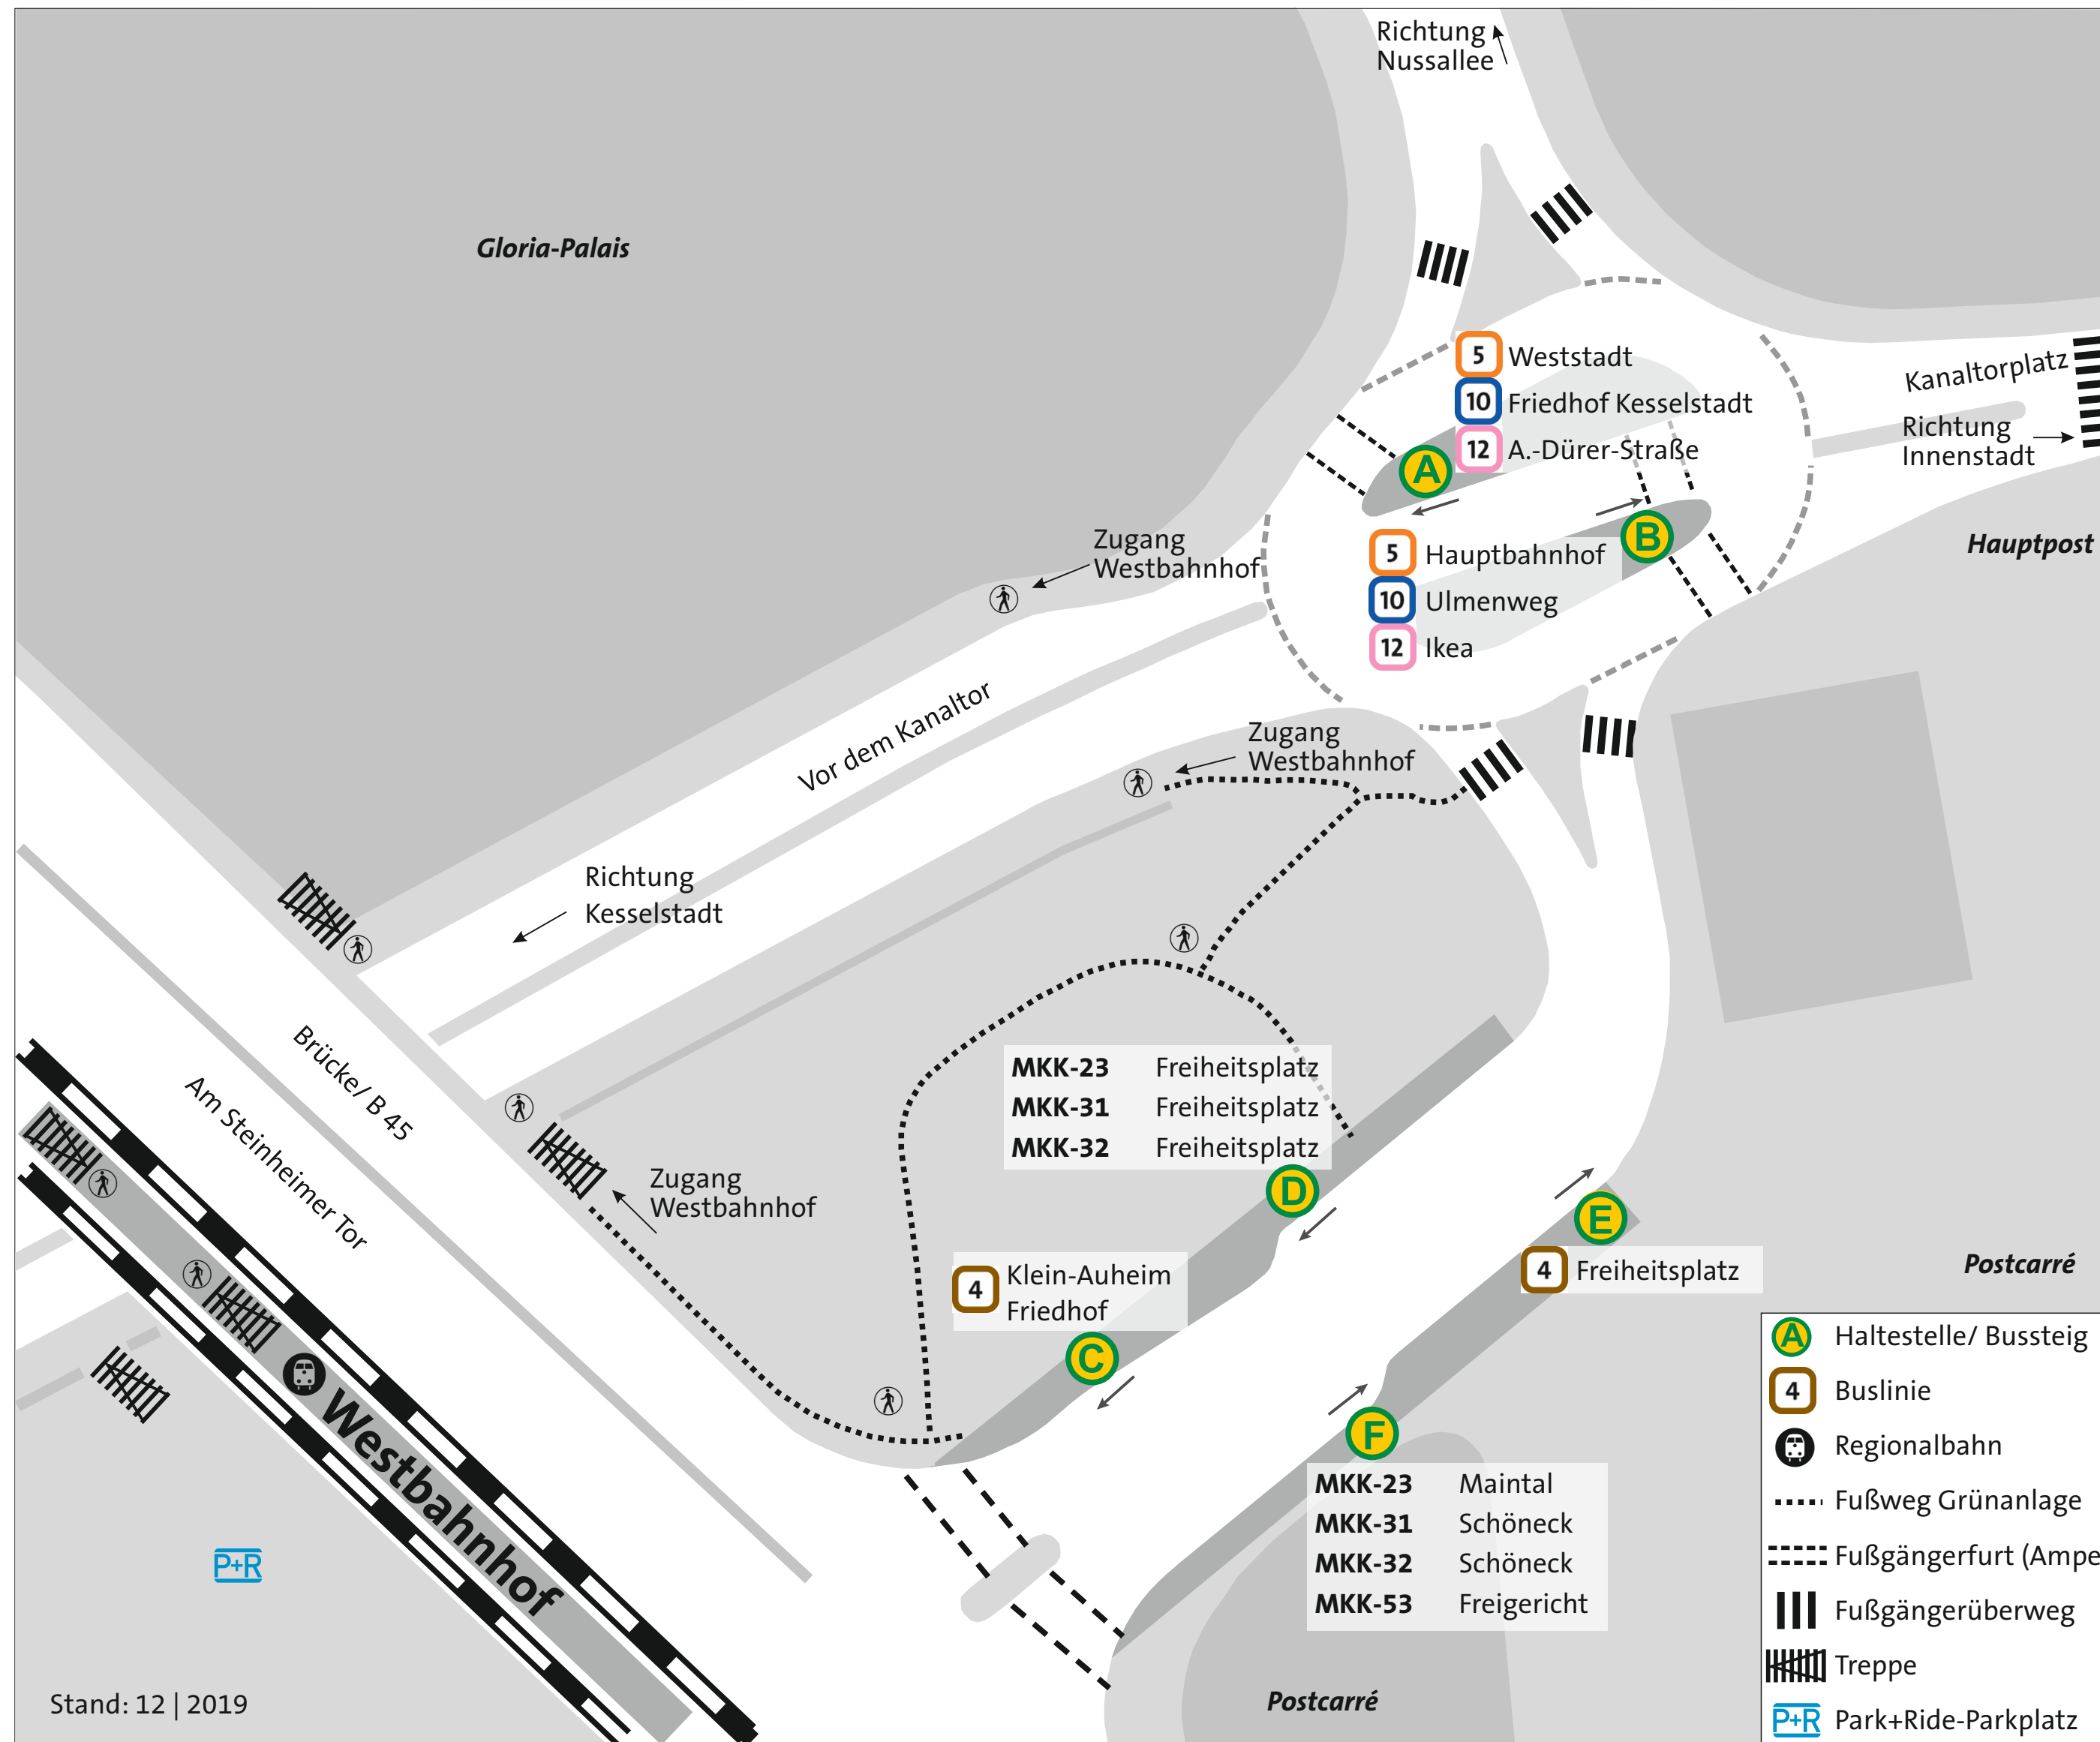 Richtung
Nussallee
Gloria-Palais
5 Weststadt
10 Friedhof Kesselstadt
12 A.-Dürer-Straße
A
Kanaltorplatz
Richtung
Innenstadt
B
Hauptpost
Zugang
Westbahnhof
5 Hauptbahnhof
10 Ulmenweg
12 Ikea
Vor dem Kanaltor
Zugang
Westbahnhof
Richtung
Kesselstadt
Brücke/ B 45
Am Steinheimer Tor
MKK-23 Freiheitsplatz
MKK-31 Freiheitsplatz
MKK-32 Freiheitsplatz
D
Zugang
Westbahnhof
E
4 Freiheitsplatz
4 Klein-Auheim
Friedhof
C
Postcarré
F
MKK-23 Maintal
MKK-31 Schöneck
MKK-32 Schöneck
MKK-53 Freigericht
Westbahnhof
P+R
Postcarré
Stand: 12 | 2019
A Haltestelle/ Bussteig
4 Buslinie
Regionalbahn
Fußweg Grünanlage
Fußgängerfurt (Ampe
Fußgängerüberweg
Treppe
P+R Park+Ride-Parkplatz